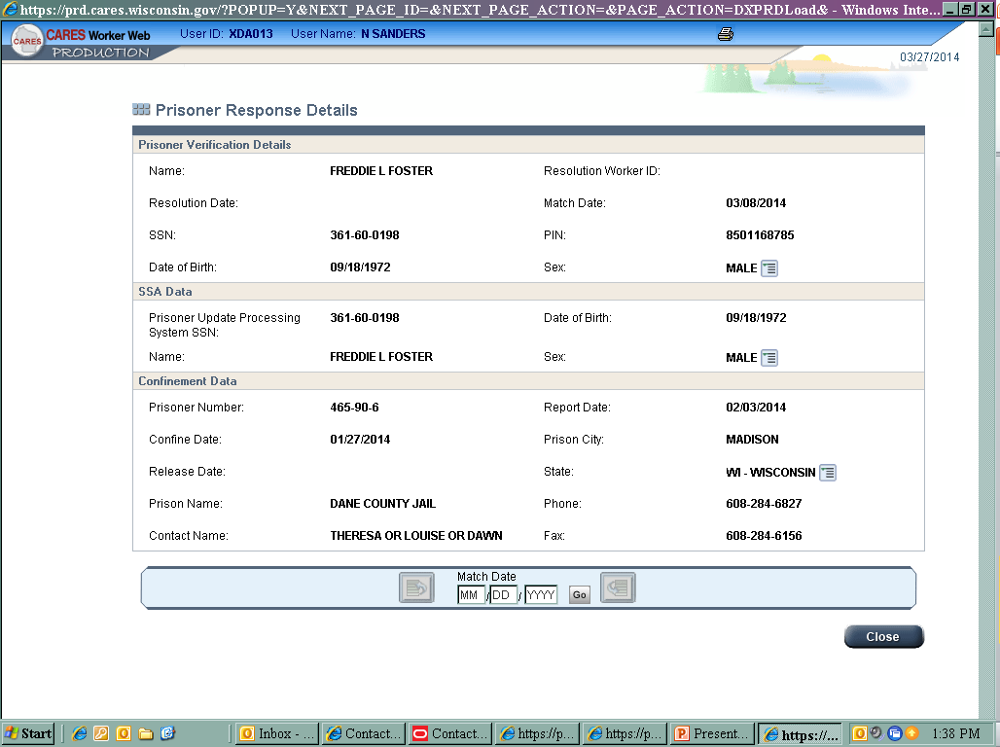 https://prd.cares.wisconsin.gov/?POPUP=Y&NEXT_PAGE_ID=&NEXT_PAGE_ACTION=&PAGE_ACTION=DXPRDLoad& - Windows Inte...
CARES CARES Worker Web User ID: XDA013 User Name: N SANDERS
PRODUCTION
03/27/2014
Prisoner Response Details
Prisoner Verification Details
Name: FREDDIE L FOSTER Resolution Worker ID:
Resolution Date: Match Date: 03/08/2014
SSN: 361-60-0198 PIN: 8501168785
Date of Birth: 09/18/1972 Sex: MALE
SSA Data
Prisoner Update Processing 361-60-0198 Date of Birth: 09/18/1972
System SSN:
Name: FREDDIE L FOSTER Sex: MALE
Confinement Data
Prisoner Number: 465-90-6 Report Date: 02/03/2014
Confine Date: 01/27/2014 Prison City: MADISON
Release Date: State: WI - WISCONSIN
Prison Name: DANE COUNTY JAIL Phone: 608-284-6827
Contact Name: THERESA OR LOUISE OR DAWN Fax: 608-284-6156
Match Date
MM / DD / YYYY Go
Close
Start Inbox - ... Contact... Contact... https://p... https://p... Present... https://... 1:38 PM